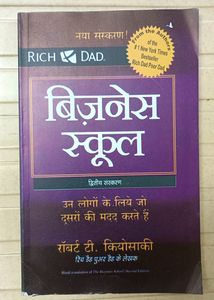 नया संस्करण!
RICH DAD
From the Authors
of the
#1 New York Times
Bestseller
Rich Dad Poor Dad
बिज़नेस
स्कूल
द्वितीय संस्करण
उन लोगों के लिये जो
दूसरों की मदद करते हैं
रॉबर्ट टी. कियोसाकी
रिच डैड पुअर डैड के लेखक
Hindi translation of The Business School Second Edition